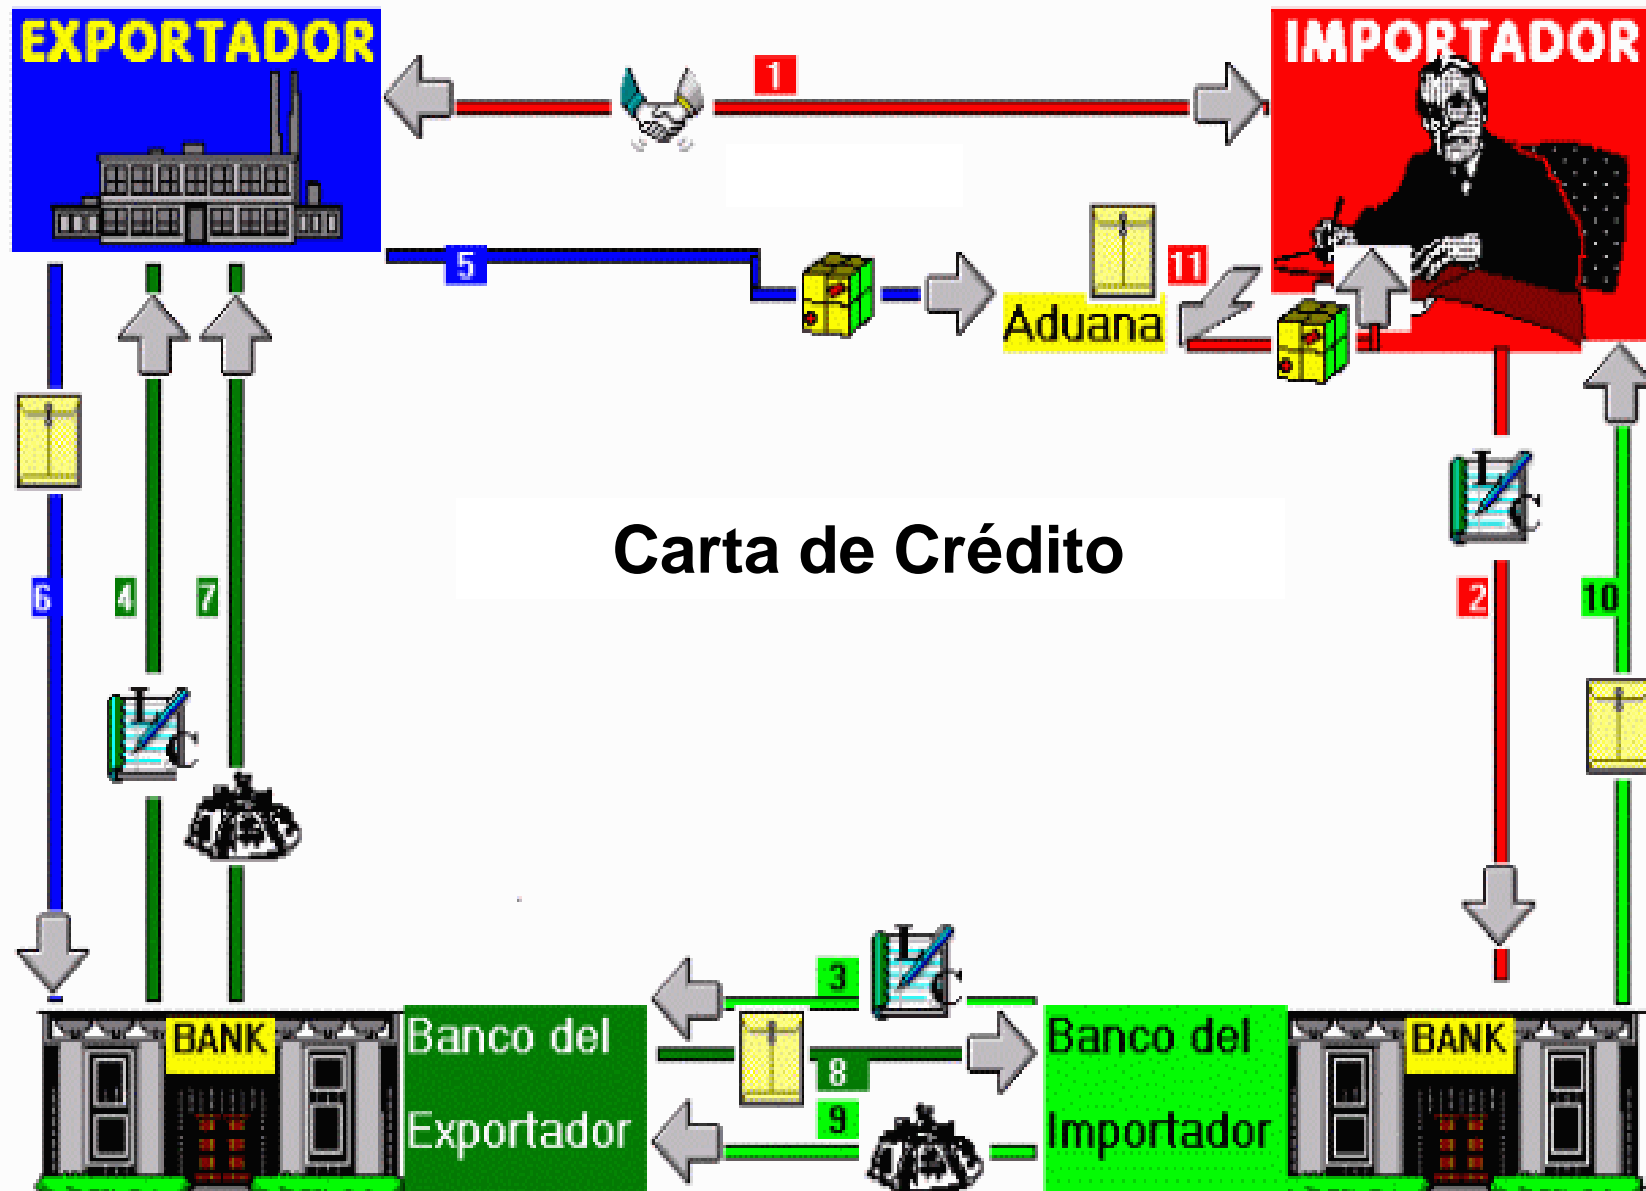 EXPORTADOR
IMPORTADOR
1
5
11
Aduana
L
C
Carta de Crédito
6
4
7
2
10
L
C
3
L
C
BANK
Banco del
Exportador
8
9
Banco del
Importador
BANK